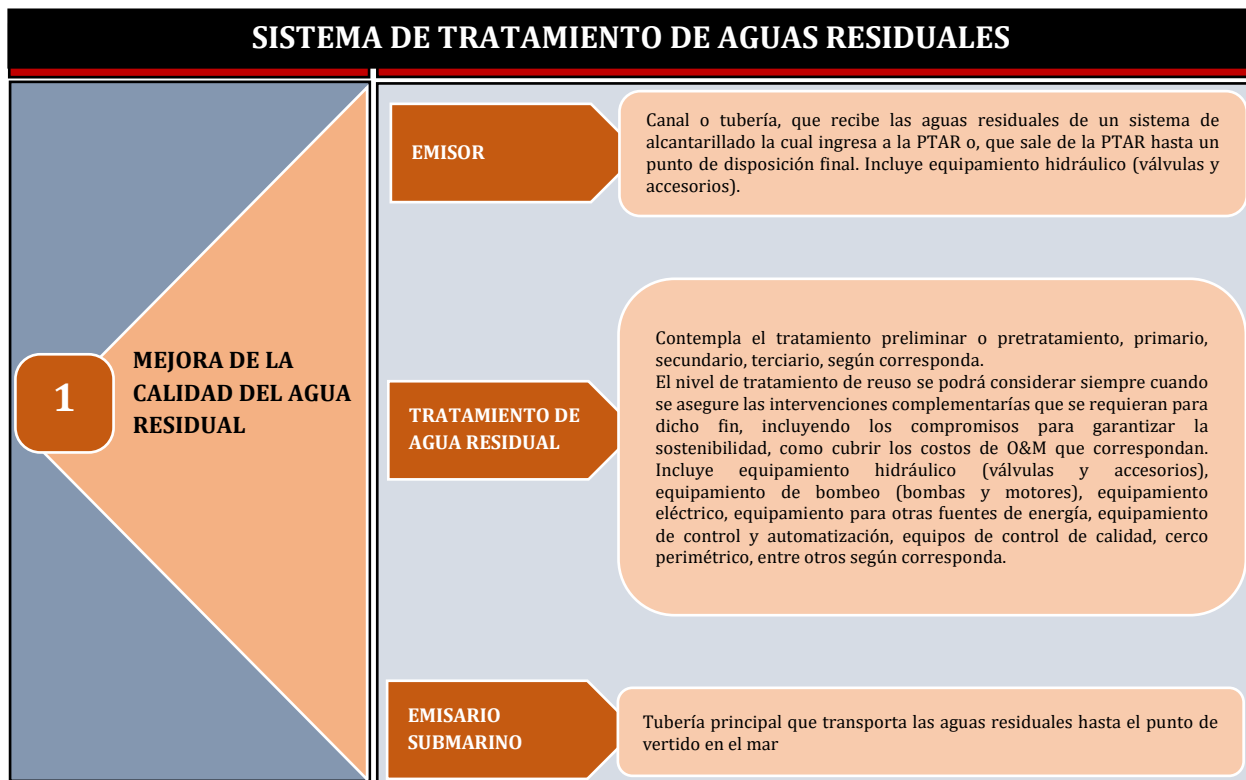 SISTEMA DE TRATAMIENTO DE AGUAS RESIDUALES
1
MEJORA DE LA
CALIDAD DEL AGUA
RESIDUAL
EMISOR
Canal o tubería, que recibe las aguas residuales de un sistema de
alcantarillado la cual ingresa a la PTAR o, que sale de la PTAR hasta un
punto de disposición final. Incluye equipamiento hidráulico (válvulas y
accesorios).
TRATAMIENTO DE
AGUA RESIDUAL
Contempla el tratamiento preliminar o pretratamiento, primario,
secundario, terciario, según corresponda.
El nivel de tratamiento de reuso se podrá considerar siempre cuando
se asegure las intervenciones complementarías que se requieran para
dicho fin, incluyendo los compromisos para garantizar la
sostenibilidad, como cubrir los costos de O&M que correspondan.
Incluye equipamiento hidráulico (válvulas y accesorios),
equipamiento de bombeo (bombas y motores), equipamiento
eléctrico, equipamiento para otras fuentes de energía, equipamiento
de control y automatización, equipos de control de calidad, cerco
perimétrico, entre otros según corresponda.
EMISARIO
SUBMARINO
Tubería principal que transporta las aguas residuales hasta el punto de
vertido en el mar